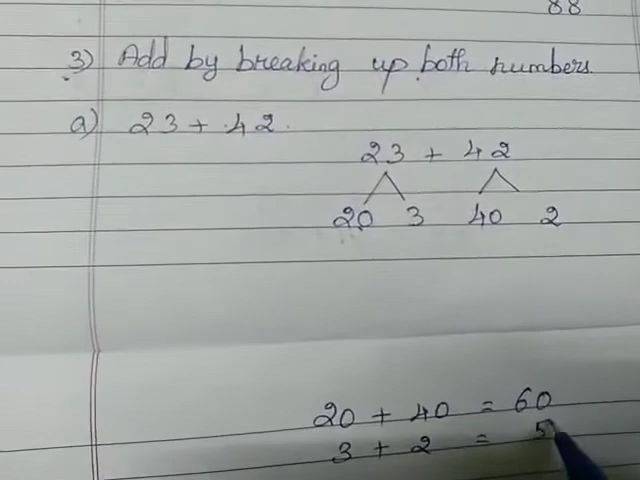 88
3) Add by breaking up both numbers.
a) 23 + 42.
23 + 42
20 3 40 2
20 + 40 = 60
3 + 2 = 5